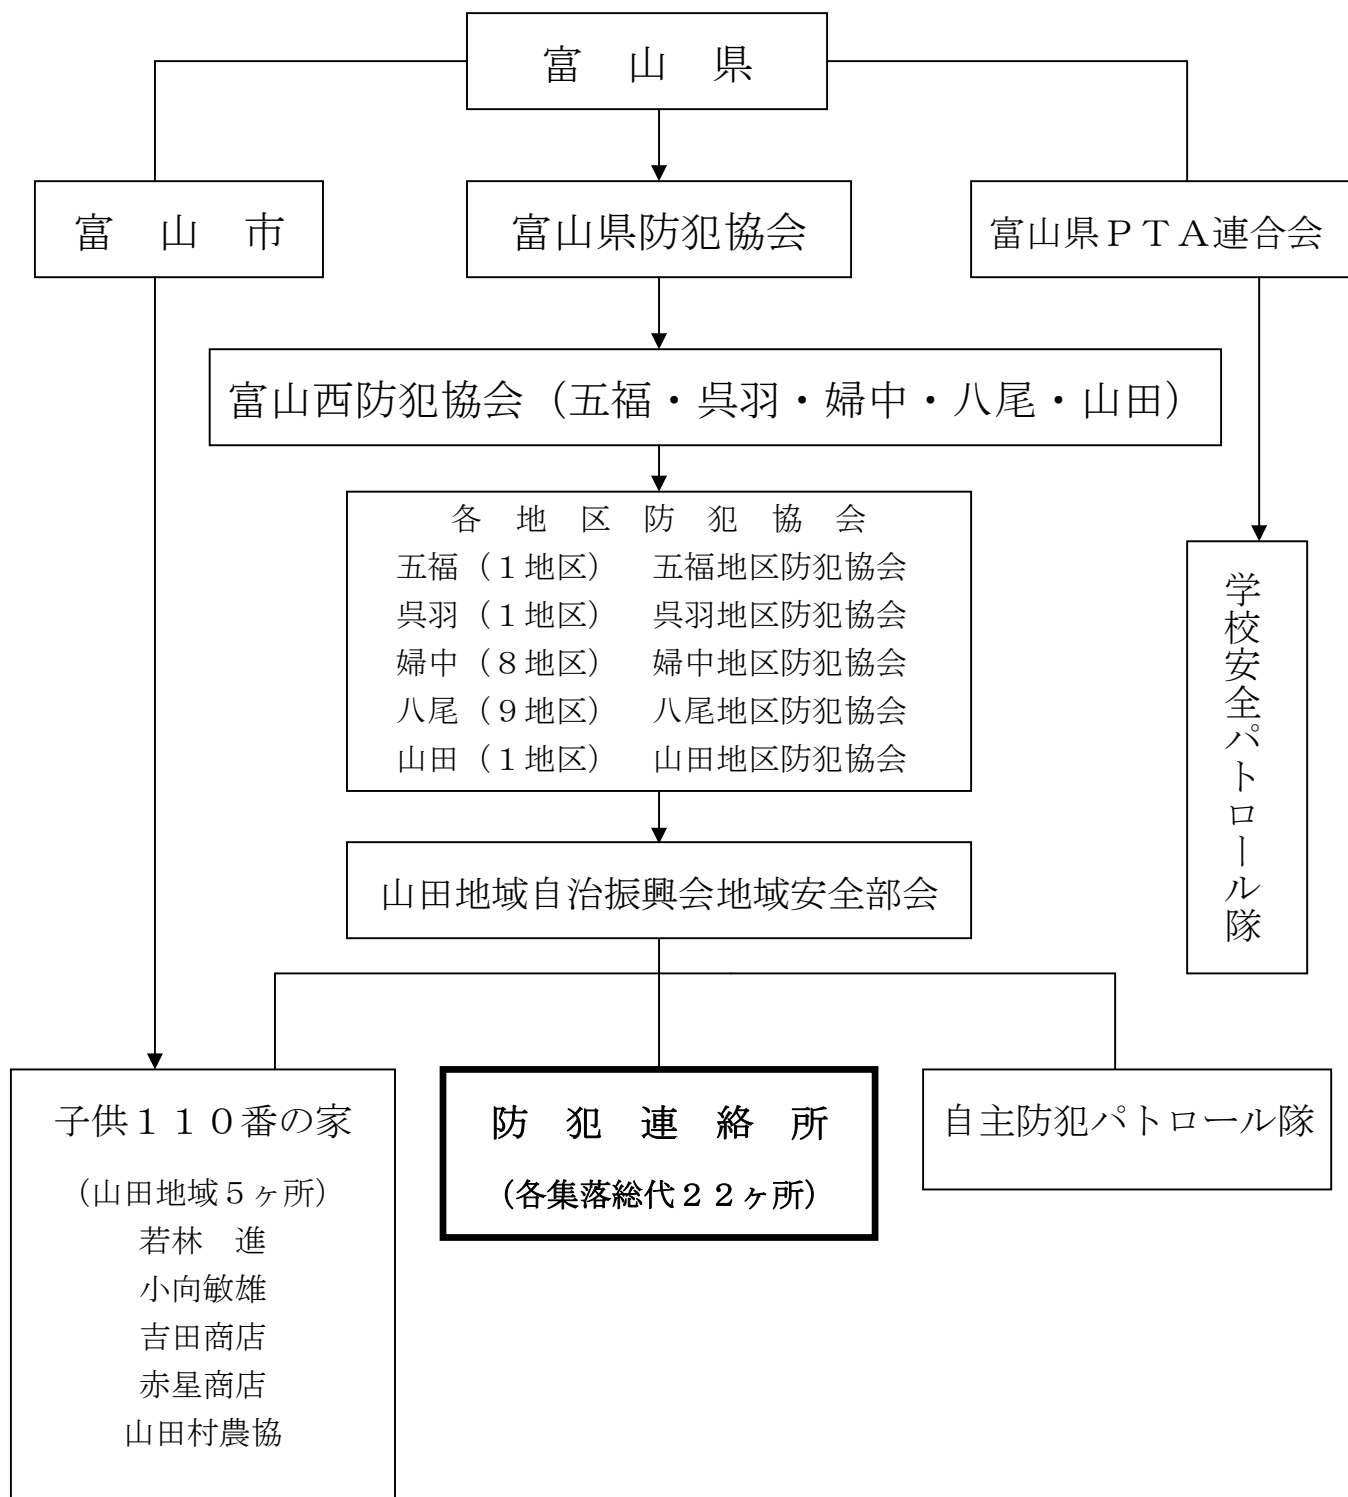 富　山　県
富　山　市
富山県防犯協会
富山県ＰＴＡ連合会
富山西防犯協会（五福・呉羽・婦中・八尾・山田）
各　地　区　防　犯　協　会
五福（１地区）　五福地区防犯協会
呉羽（１地区）　呉羽地区防犯協会
婦中（８地区）　婦中地区防犯協会
八尾（９地区）　八尾地区防犯協会
山田（１地区）　山田地区防犯協会
学校安全パトロール隊
山田地域自治振興会地域安全部会
子供１１０番の家
（山田地域５ヶ所）
若林　進
小向敏雄
吉田商店
赤星商店
山田村農協
防　犯　連　絡　所
（各集落総代２２ヶ所）
自主防犯パトロール隊